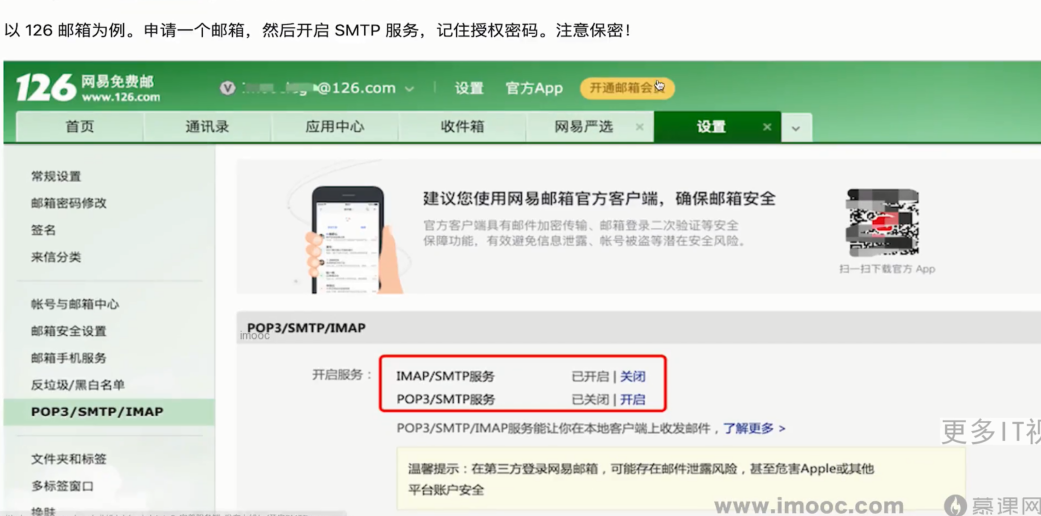 以 126 邮箱为例。申请一个邮箱，然后开启 SMTP 服务，记住授权密码。注意保密！
126 网易免费邮
www.126.com
@126.com
设置
官方App
开通邮箱会员
首页
通讯录
应用中心
收件箱
网易严选
设置
常规设置
邮箱密码修改
签名
来信分类
帐号与邮箱中心
邮箱安全设置
邮箱手机服务
反垃圾/黑白名单
POP3/SMTP/IMAP
文件夹和标签
多标签窗口
换肤
建议您使用网易邮箱官方客户端，确保邮箱安全
官方客户端具有邮件加密传输、邮箱登录二次验证等安全
保障功能，有效避免信息泄露、帐号被盗等潜在安全风险。
扫一扫下载官方 App
POP3/SMTP/IMAP
imooc
开启服务：
IMAP/SMTP服务 已开启 | 关闭
POP3/SMTP服务 已关闭 | 开启
POP3/SMTP/IMAP服务能让你在本地客户端上收发邮件，了解更多 >
更多IT视
温馨提示：在第三方登录网易邮箱，可能存在邮件泄露风险，甚至危害Apple或其他
平台账户安全
www.imooc.com
慕课网